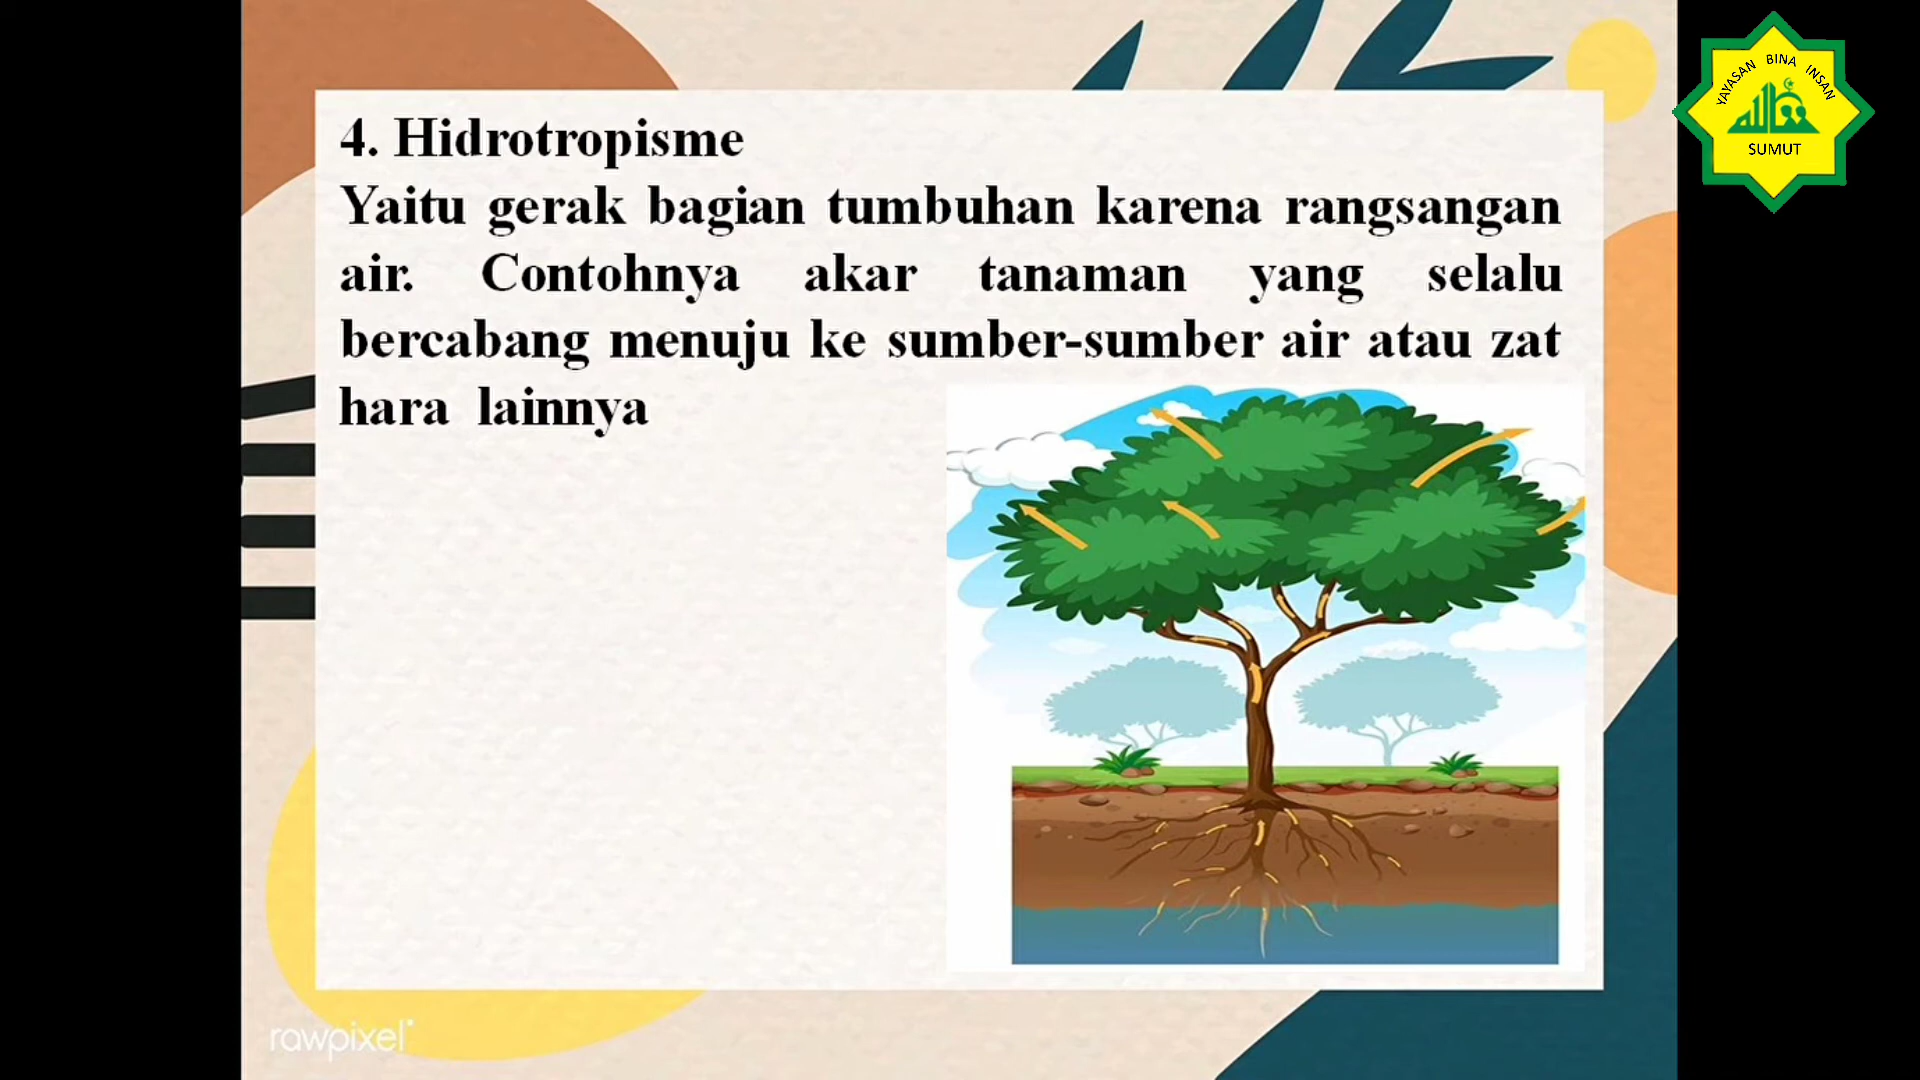 4. Hidrotropisme
Yaitu gerak bagian tumbuhan karena rangsangan
air. Contohnya akar tanaman yang selalu
bercabang menuju ke sumber-sumber air atau zat
hara lainnya
YAYASAN BINA INSAN
SUMUT
rawpixel